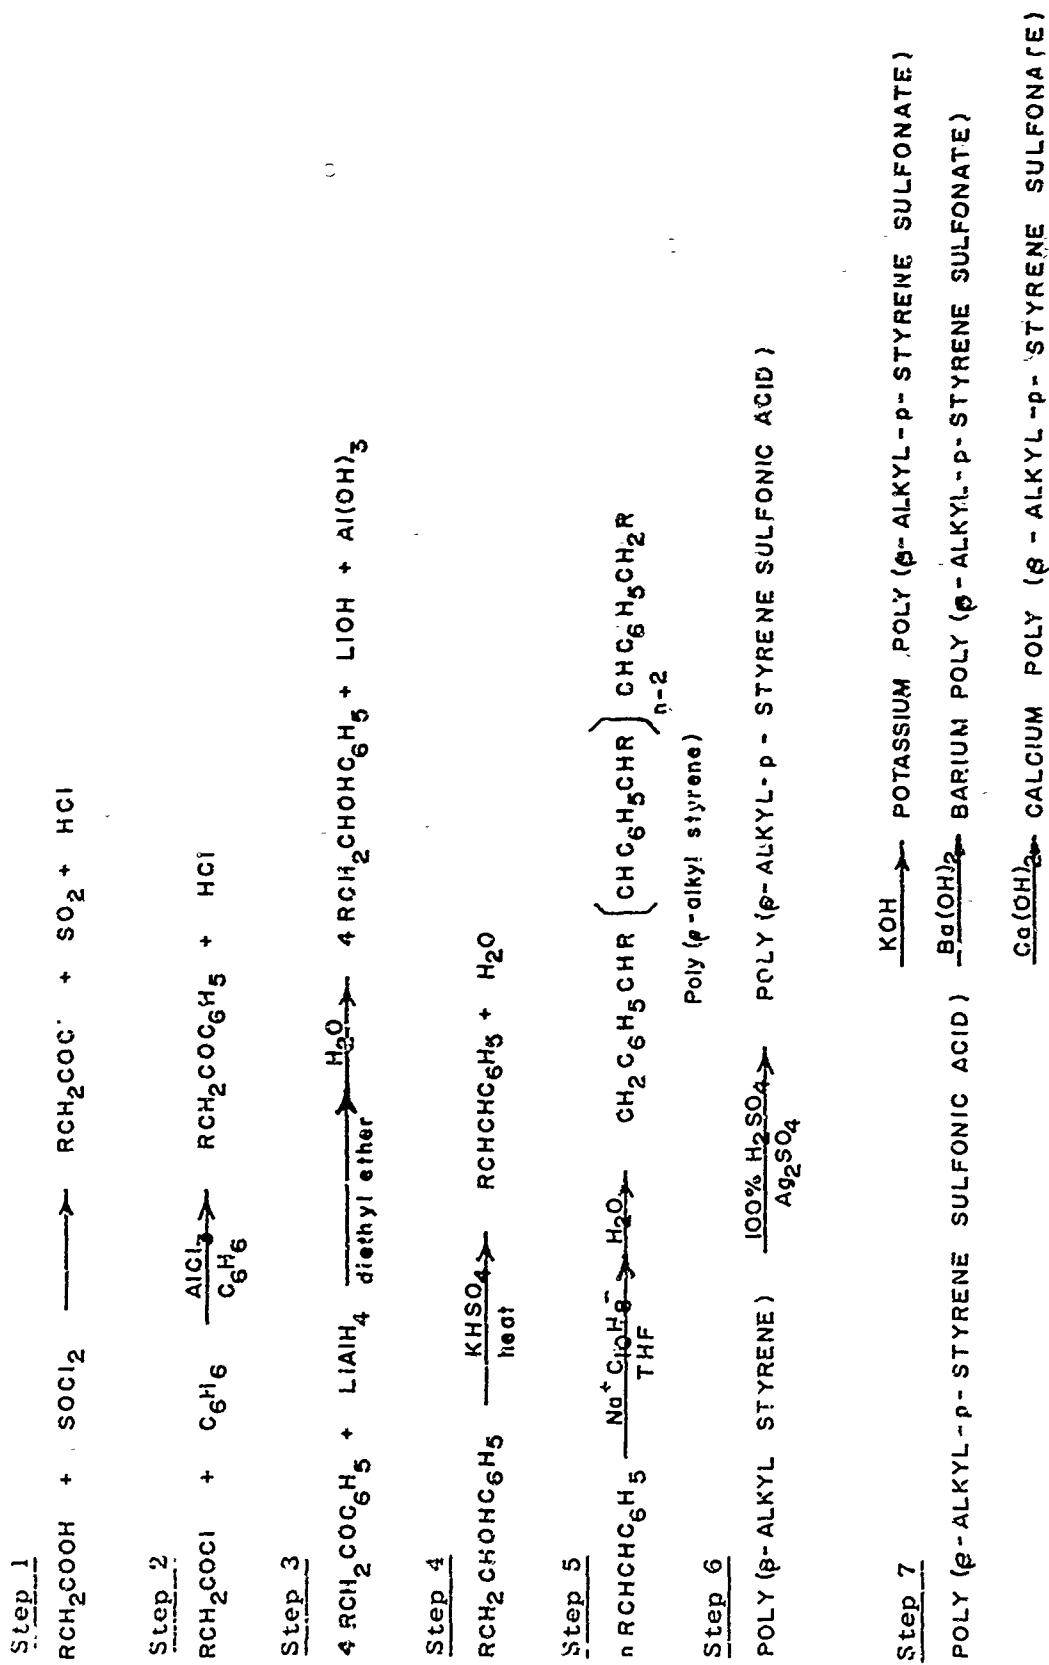 Step 1
RCH2COOH + SOCl2 ⟶ RCH2COC + SO2 + HCl
Step 2
RCH2COCl + C6H6 AlCl3 C6H6 ⟶ RCH2COC6H5 + HCl
Step 3
4 RCH2COC6H5 + LIAIH4 diethyl ether ⟶ H2O ⟶ 4 RCH2CHOHC6H5 + LIOH + Al(OH)3
Step 4
RCH2CHOHC6H5 KHSO4 heat ⟶ RCHCHC6H5 + H2O
Step 5
n RCHCHC6H5 Na+ C10H8- THF ⟶ H2O ⟶ CH2C6H5CHR (CHC6H5CHR)n-2 CHC6H5CH2R
Poly (β-alkyl styrene)
Step 6
POLY (β-ALKYL STYRENE) 100% H2SO4 Ag2SO4 ⟶ POLY (β-ALKYL-p-STYRENE SULFONIC ACID)
Step 7
KOH ⟶ POTASSIUM POLY (β-ALKYL-p-STYRENE SULFONATE)
POLY (β-ALKYL-p-STYRENE SULFONIC ACID) Ba(OH)2 ⟶ BARIUM POLY (β-ALKYL-p-STYRENE SULFONATE)
Ca(OH)2 ⟶ CALCIUM POLY (β-ALKYL-p-STYRENE SULFONATE)